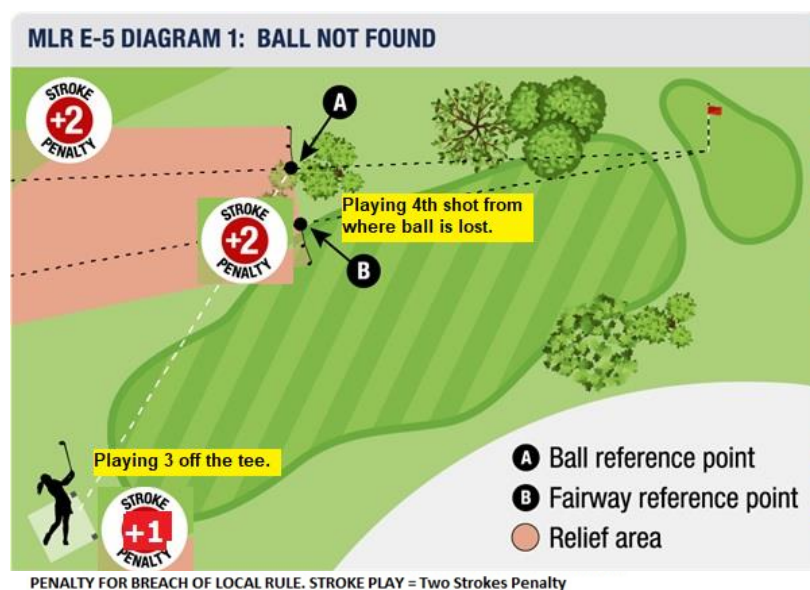 MLR E-5 DIAGRAM 1: BALL NOT FOUND
STROKE
+2
PENALTY
A
STROKE
+2
PENALTY
Playing 4th shot from
where ball is lost.
B
Playing 3 off the tee.
STROKE
+1
PENALTY
A Ball reference point
B Fairway reference point
Relief area
PENALTY FOR BREACH OF LOCAL RULE. STROKE PLAY = Two Strokes Penalty